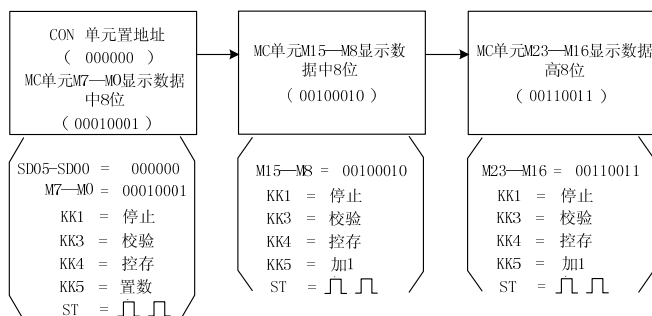 CON 单元置地址
( 000000 )
MC单元M7—M0显示数据
中8位
( 00010001 )
MC单元M15—M8显示数
据中8位
( 00100010 )
MC单元M23—M16显示数据
高8位
( 00110011 )
SD05-SD00 = 000000
M7—M0 = 00010001
KK1 = 停止
KK3 = 校验
KK4 = 控存
KK5 = 置数
ST =
M15—M8 = 00100010
KK1 = 停止
KK3 = 校验
KK4 = 控存
KK5 = 加1
ST =
M23—M16 = 00110011
KK1 = 停止
KK3 = 校验
KK4 = 控存
KK5 = 加1
ST =